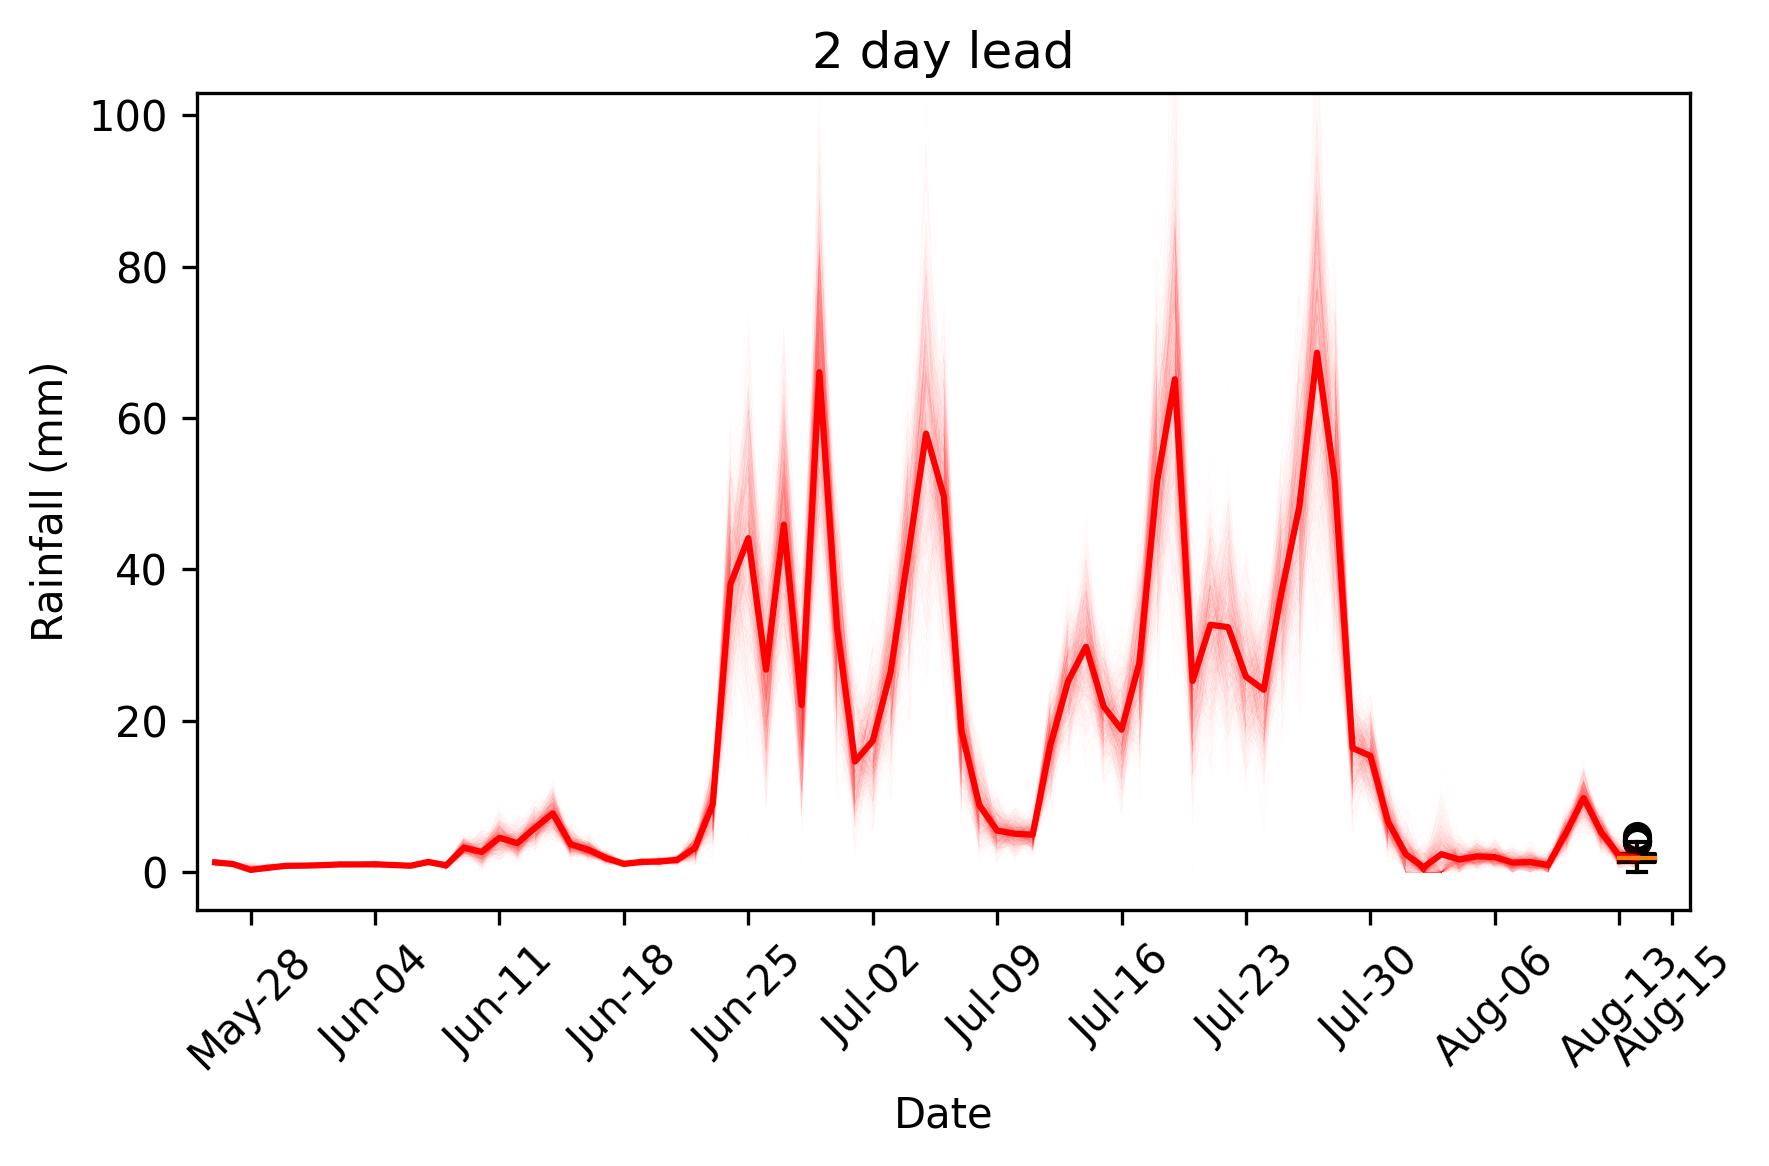 2 day lead
100
80
60
40
20
0
Rainfall (mm)
May-28
Jun-04
Jun-11
Jun-18
Jun-25
Jul-02
Jul-09
Jul-16
Jul-23
Jul-30
Aug-06
Aug-13
Aug-15
Date